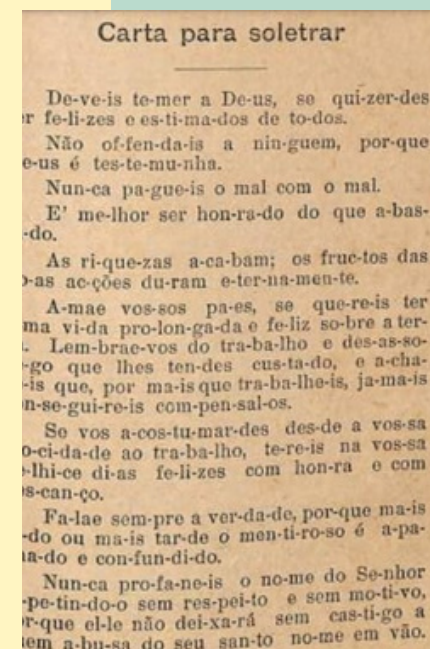 Carta para soletrar
De-ve-is te-mer a De-us, se qui-zer-des
r fe-li-zes e es-ti-ma-dos de to-dos.
Não of-fen-da-is a nin-guem, por-que
e-us é tes-te-mu-nha.
Nun-ca pa-gue-is o mal com o mal.
E' me-lhor ser hon-ra-do do que a-bas-
-do.
As ri-que-zas a-ca-bam; os fruc-tos das
o-as ac-ções du-ram e-ter-na-men-te.
A-mae vos-sos pa-es, se que-re-is ter
ma vi-da pro-lon-ga-da e fe-liz so-bre a ter-
. Lem-brae-vos do tra-ba-lho e des-as-so-
-go que lhes ten-des cus-ta-do, e a-cha-
-is que, por ma-is que tra-ba-lhe-is, ja-ma-is
n-se-gui-re-is com-pen-sal-os.
Se vos a-cos-tu-mar-des des-de a vos-sa
o-ci-da-de ao tra-ba-lho, te-re-is na vos-sa
-lhi-ce di-as fe-li-zes com hon-ra e com
s-can-ço.
Fa-lae sem-pre a ver-da-de, por-que ma-is
-do ou ma-is tar-de o men-ti-ro-so é a-pa-
a-do e con-fun-di-do.
Nun-ca pro-fa-ne-is o no-me do Se-nhor
-pe-tin-do-o sem res-pei-to e sem mo-ti-vo,
r-que el-le não dei-xa-rá sem cas-ti-go a
em a-bu-sa do seu san-to no-me em vão.